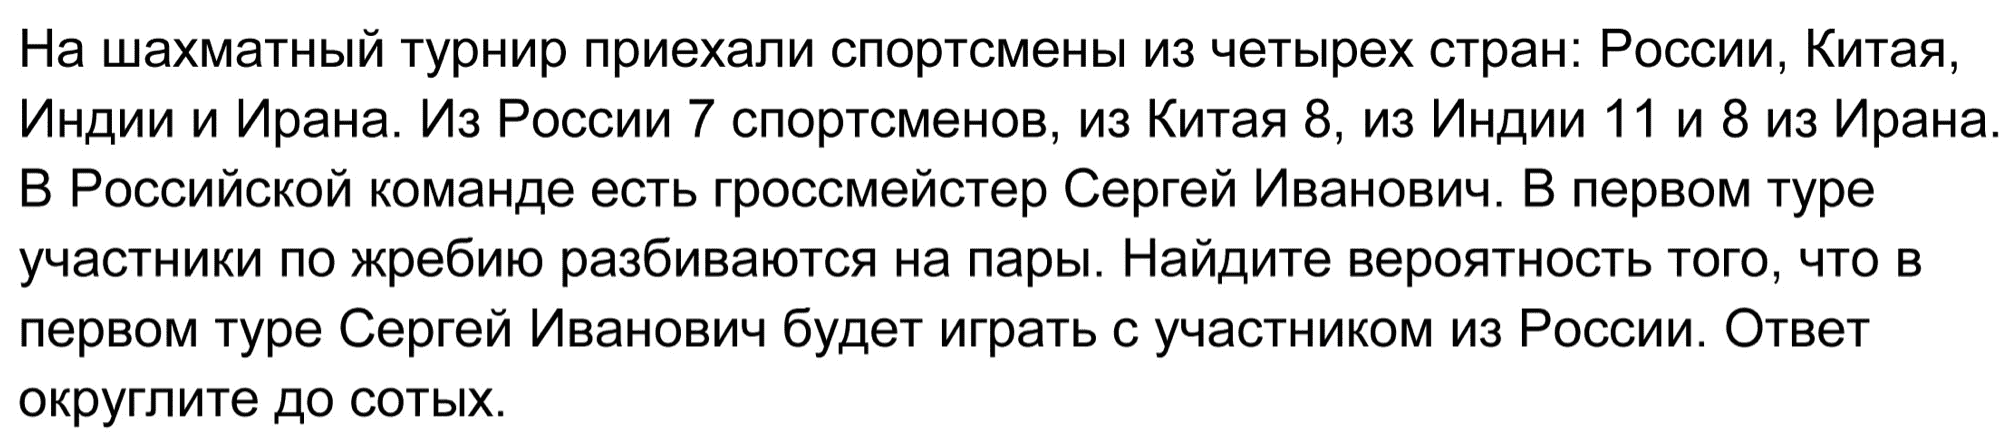 На шахматный турнир приехали спортсмены из четырех стран: России, Китая,
Индии и Ирана. Из России 7 спортсменов, из Китая 8, из Индии 11 и 8 из Ирана.
В Российской команде есть гроссмейстер Сергей Иванович. В первом туре
участники по жребию разбиваются на пары. Найдите вероятность того, что в
первом туре Сергей Иванович будет играть с участником из России. Ответ
округлите до сотых.